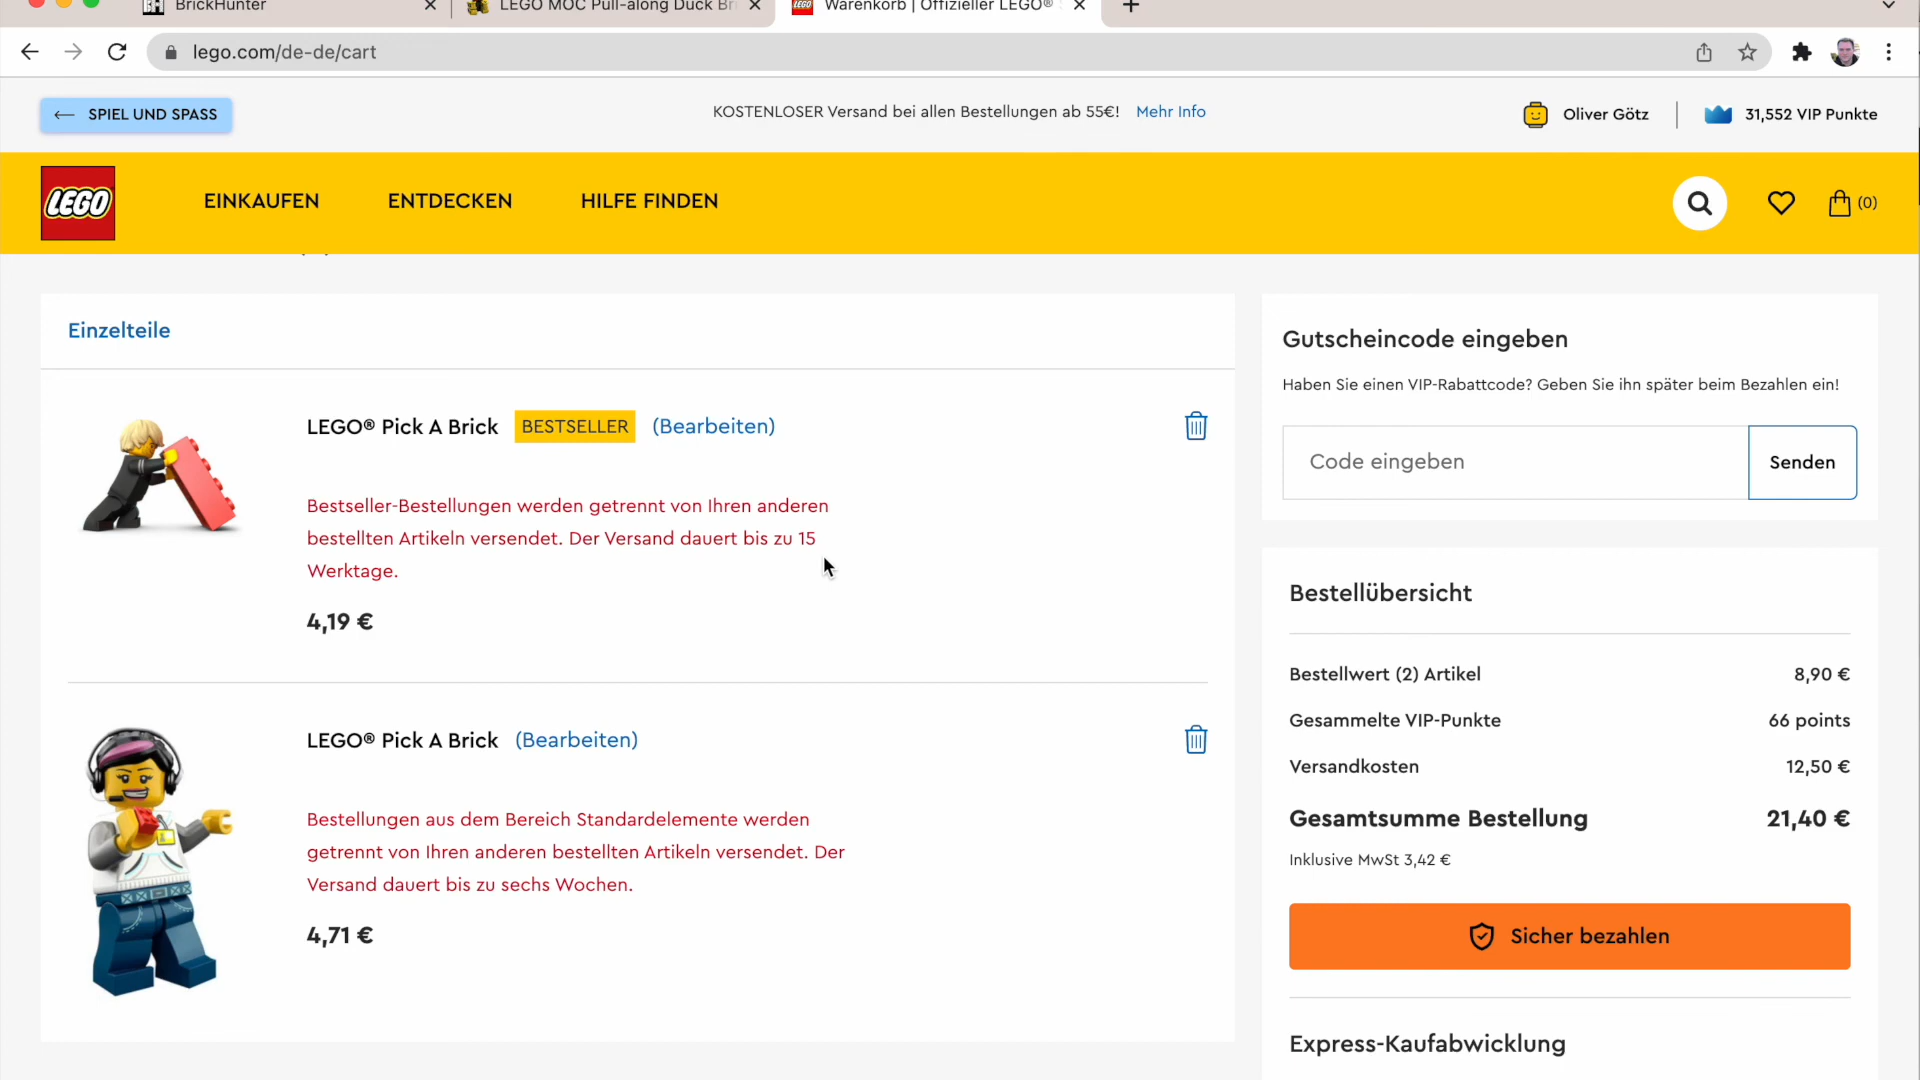 BrickHunter
LEGO MOC Pull-along Duck Br
Warenkorb | Offizieller LEGO®
lego.com/de-de/cart
SPIEL UND SPASS
KOSTENLOSER Versand bei allen Bestellungen ab 55€! Mehr Info
Oliver Götz
31,552 VIP Punkte
LEGO
EINKAUFEN
ENTDECKEN
HILFE FINDEN
(0)
Einzelteile
LEGO® Pick A Brick BESTSELLER (Bearbeiten)
Bestseller-Bestellungen werden getrennt von Ihren anderen
bestellten Artikeln versendet. Der Versand dauert bis zu 15
Werktage.
4,19 €
LEGO® Pick A Brick (Bearbeiten)
Bestellungen aus dem Bereich Standardelemente werden
getrennt von Ihren anderen bestellten Artikeln versendet. Der
Versand dauert bis zu sechs Wochen.
4,71 €
Gutscheincode eingeben
Haben Sie einen VIP-Rabattcode? Geben Sie ihn später beim Bezahlen ein!
Code eingeben
Senden
Bestellübersicht
Bestellwert (2) Artikel 8,90 €
Gesammelte VIP-Punkte 66 points
Versandkosten 12,50 €
Gesamtsumme Bestellung 21,40 €
Inklusive MwSt 3,42 €
Sicher bezahlen
Express-Kaufabwicklung